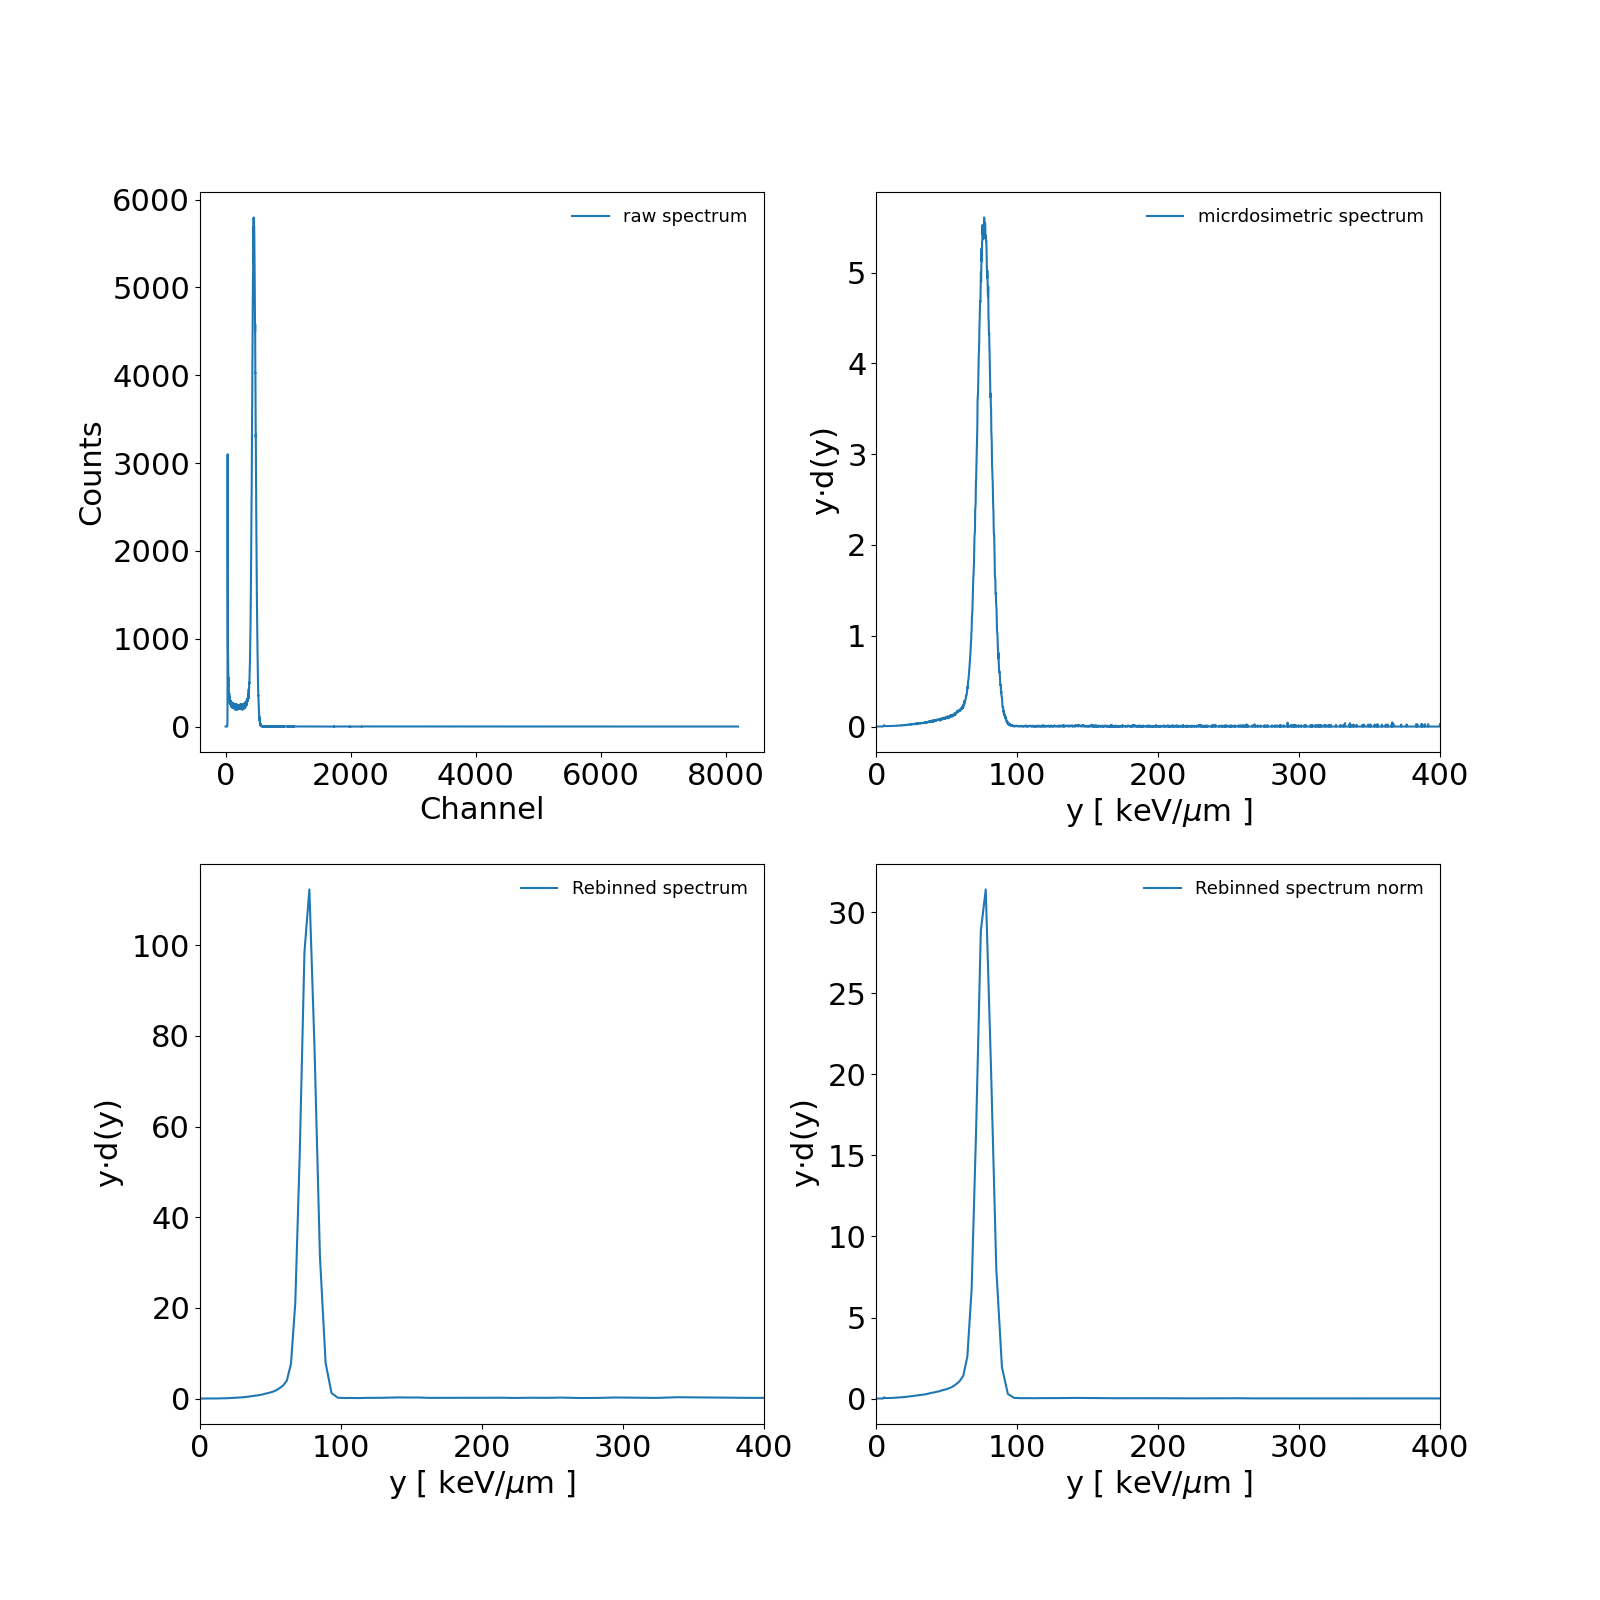 6000
5000
4000
3000
2000
1000
0
Counts
raw spectrum
0 2000 4000 6000 8000
Channel
5
4
3
2
1
0
y·d(y)
micrdosimetric spectrum
0 100 200 300 400
y [ keV/μm ]
100
80
60
40
20
0
y·d(y)
Rebinned spectrum
0 100 200 300 400
y [ keV/μm ]
30
25
20
15
10
5
0
y·d(y)
Rebinned spectrum norm
0 100 200 300 400
y [ keV/μm ]